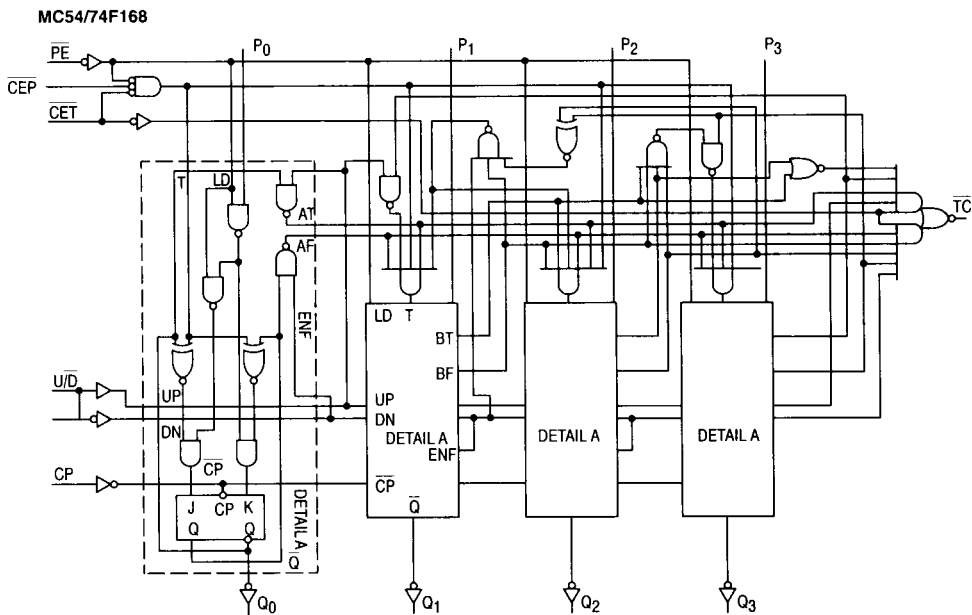 MC54/74F168
P0 P1 P2 P3
PE
CEP
CET
T LD
AT
AF
TC
ENF
LD T
BT
BF
U/D
UP
UP
DN
DN
DETAIL A
ENF
DETAIL A
DETAIL A
CP
CP
CP
J CP K
Q
Q Q
DETAIL A
Q
Q0 Q1 Q2 Q3